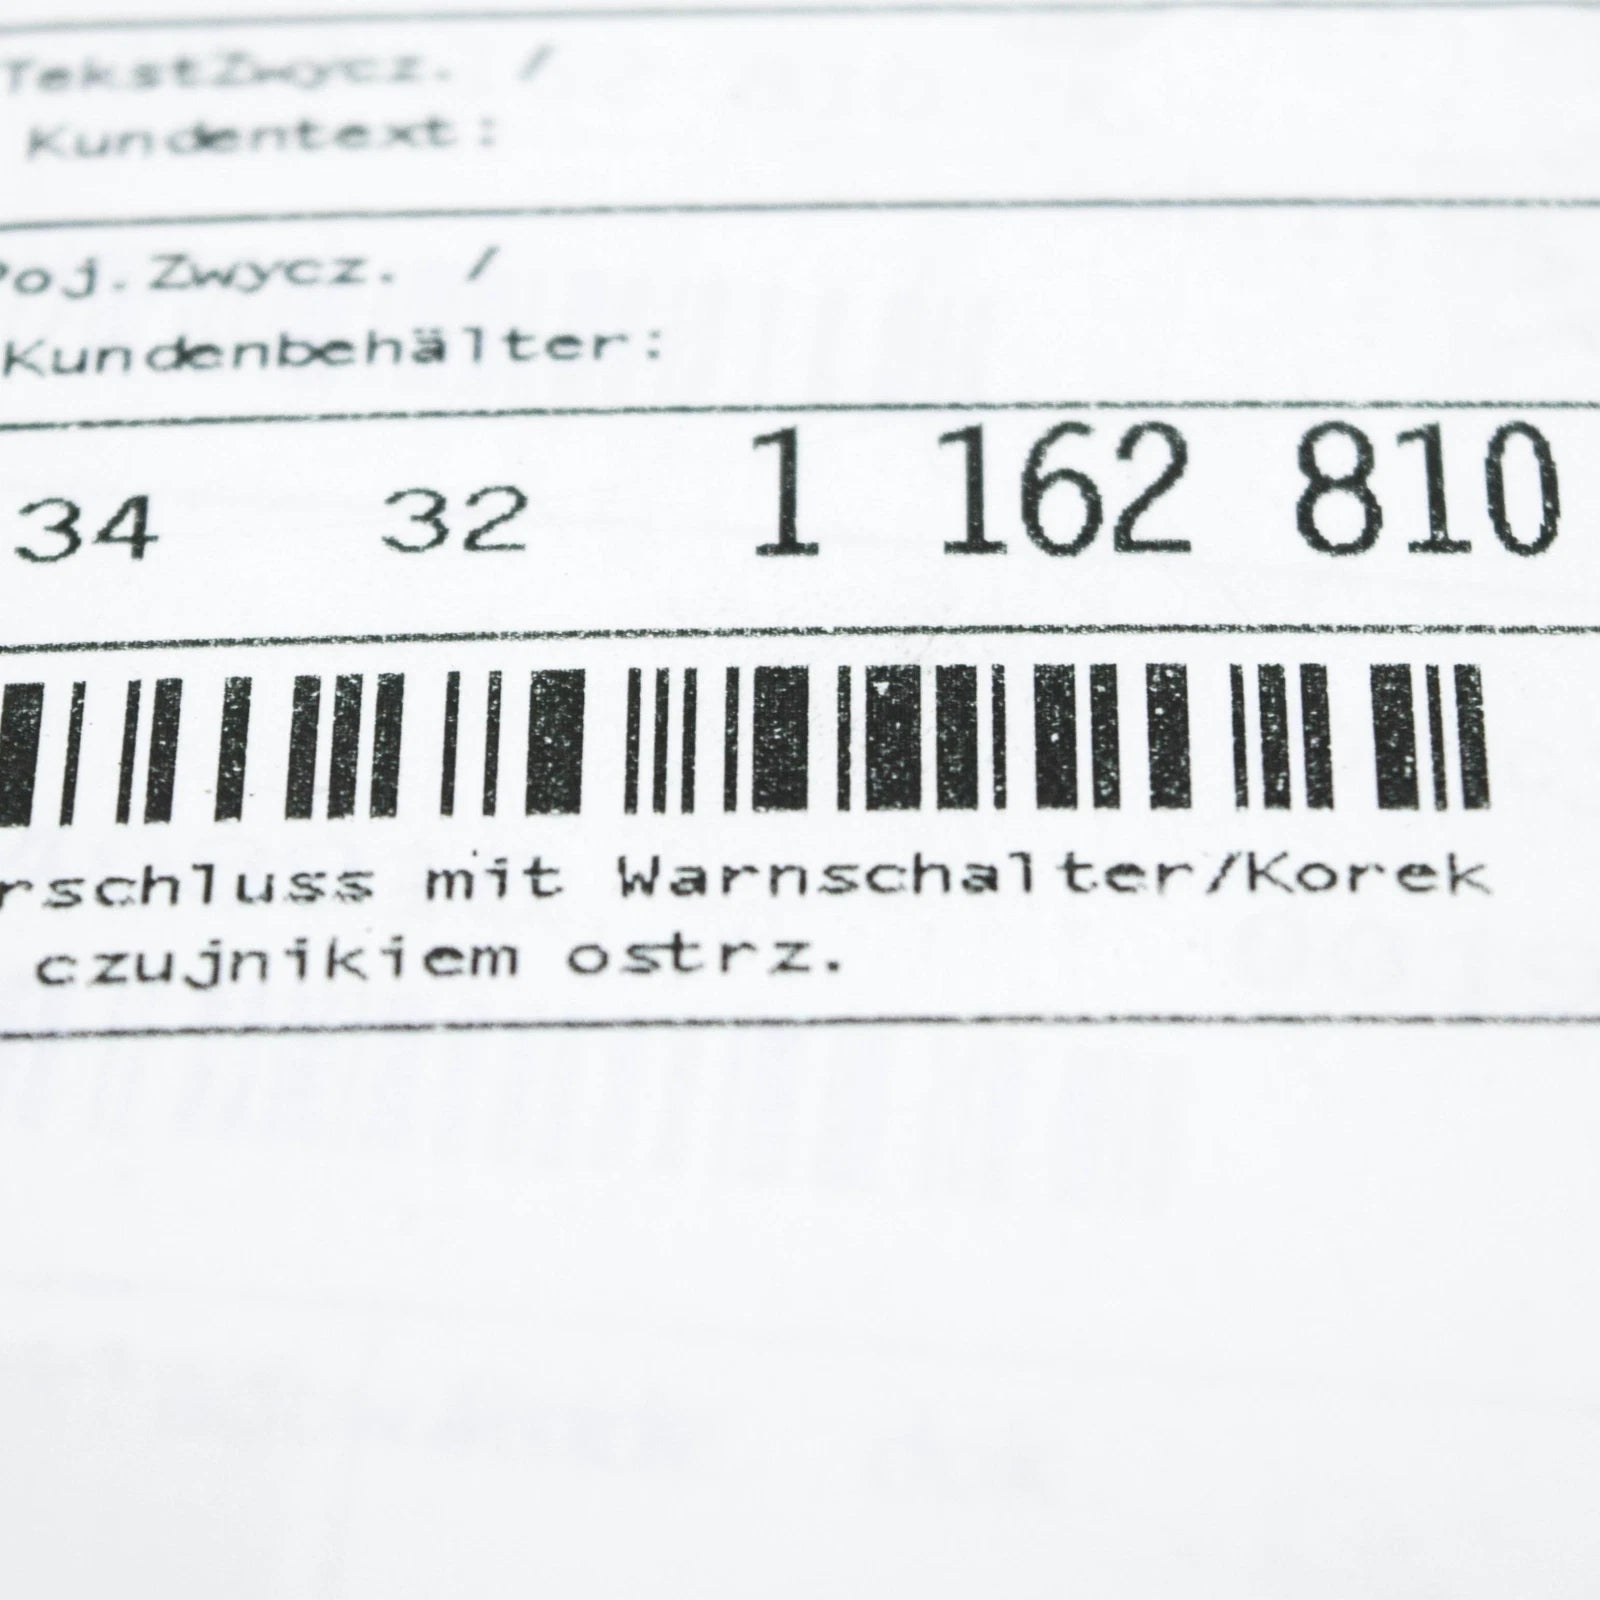 TekstZwycz. /
Kundentext:
Poj.Zwycz. /
Kundenbehälter:
34 32 1 162 810
rschluss mit Warnschalter/Korek
czujnikiem ostrz.